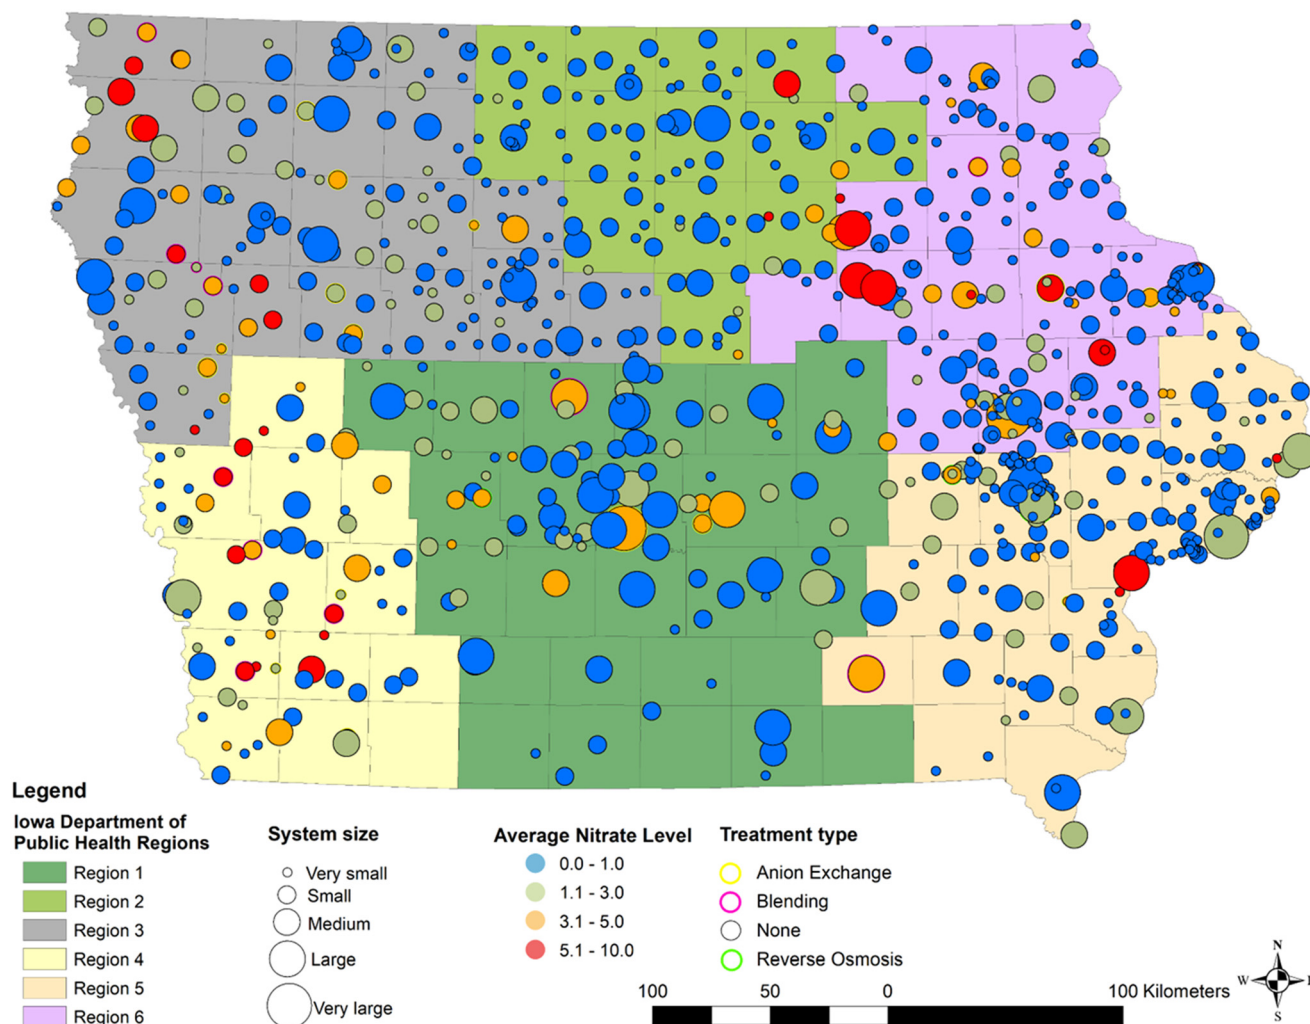 Legend
Iowa Department of
Public Health Regions
Region 1
Region 2
Region 3
Region 4
Region 5
Region 6
System size
Very small
Small
Medium
Large
Very large
Average Nitrate Level
0.0 - 1.0
1.1 - 3.0
3.1 - 5.0
5.1 - 10.0
Treatment type
Anion Exchange
Blending
None
Reverse Osmosis
100 50 0 100 Kilometers
N
W
S